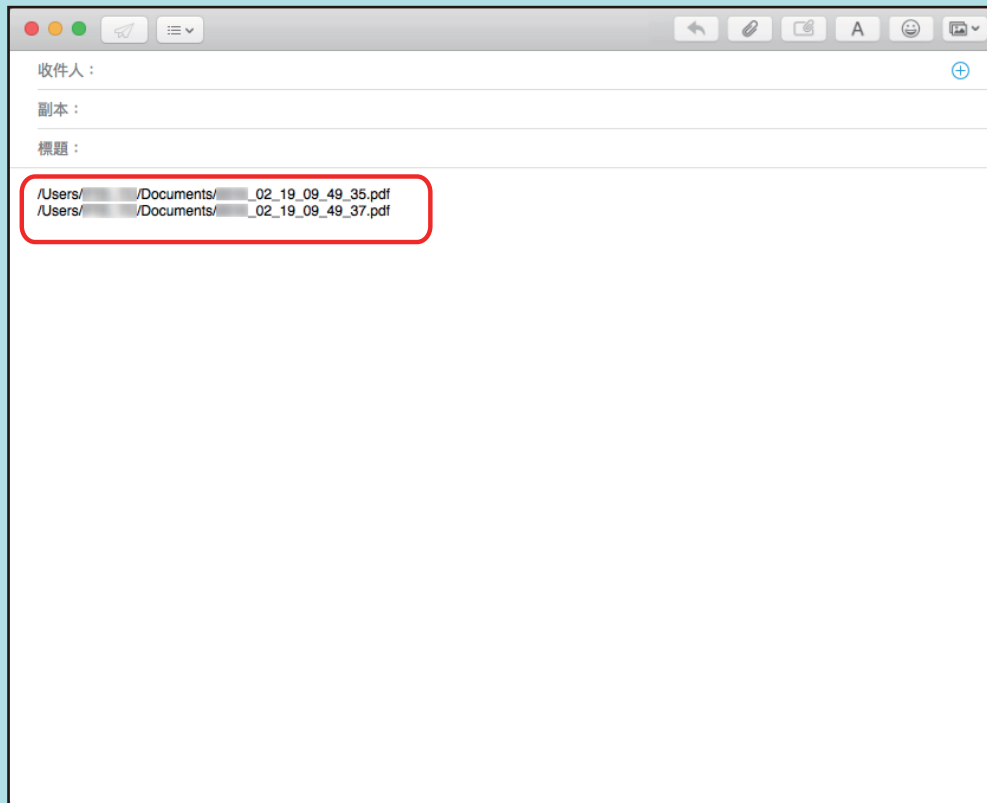 A
收件人：
副本：
標題：
/Users/ /Documents/ _02_19_09_49_35.pdf
/Users/ /Documents/ _02_19_09_49_37.pdf